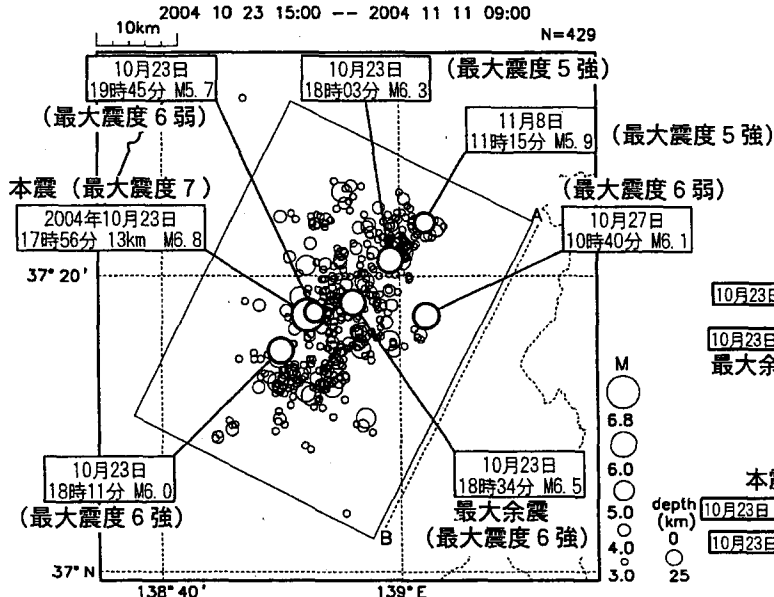 2004 10 23 15:00 -- 2004 11 11 09:00
10km
N=429
10月23日
19時45分 M5.7
(最大震度6弱)
10月23日
18時03分 M6.3
(最大震度5強)
11月8日
11時15分 M5.9
(最大震度5強)
本震 (最大震度7)
2004年10月23日
17時56分 13km M6.8
(最大震度6弱)
10月27日
10時40分 M6.1
A
37°20'
10月23日
10月23日
最大余
M
6.8
6.0
5.0
4.0
3.0
10月23日
18時11分 M6.0
(最大震度6強)
10月23日
18時34分 M6.5
最大余震
(最大震度6強)
B
depth
(km)
0
25
本震
10月23日
10月23日
37°N
138°40'
139°E